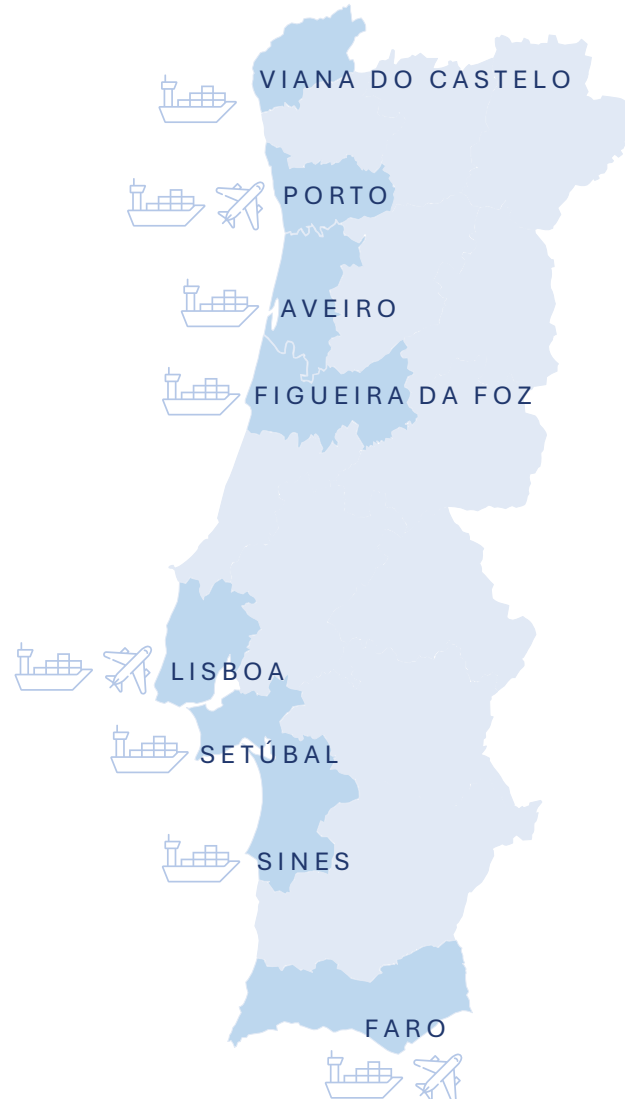 VIANA DO CASTELO
PORTO
AVEIRO
FIGUEIRA DA FOZ
LISBOA
SETÚBAL
SINES
FARO